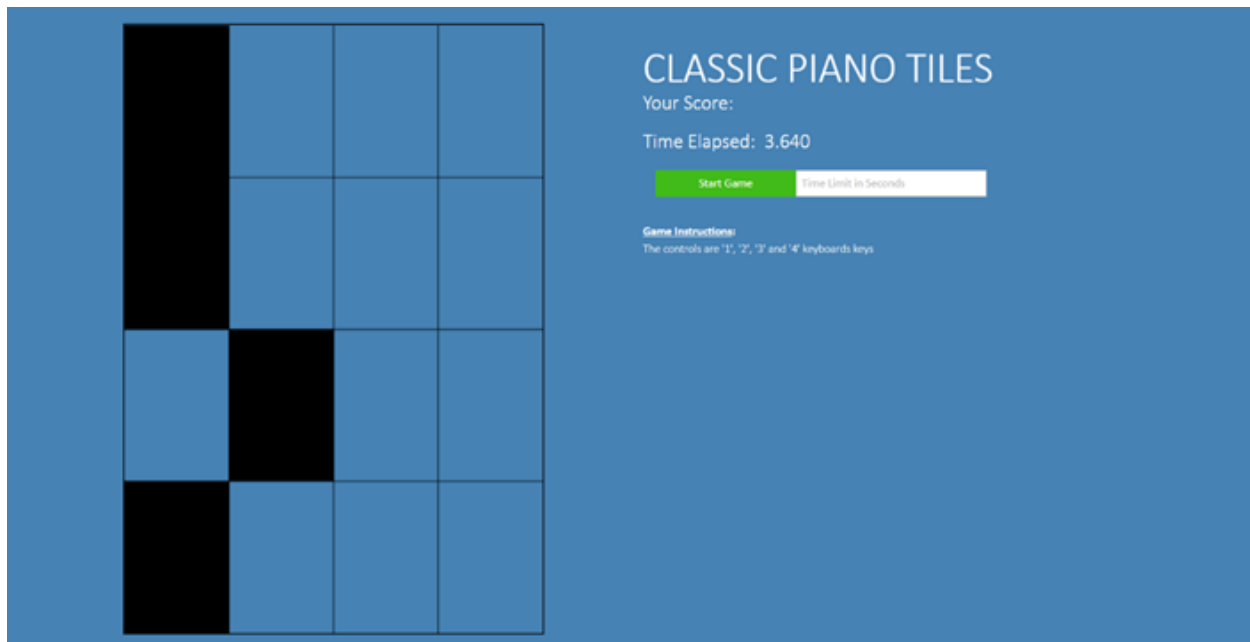 CLASSIC PIANO TILES
Your Score:
Time Elapsed: 3.640
Start Game
Time Limit in Seconds
Game Instructions:
The controls are '1', '2', '3' and '4' keyboards keys